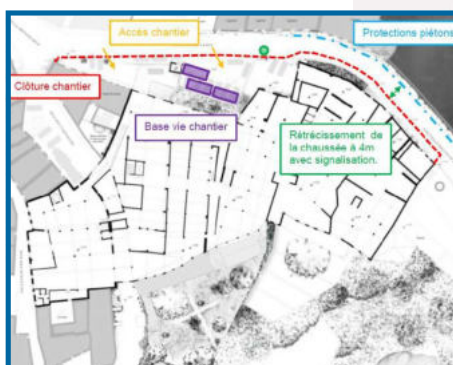 Accès chantier
Protections piétons
Clôture chantier
Base vie chantier
Rétrécissement de
la chaussée à 4m
avec signalisation.